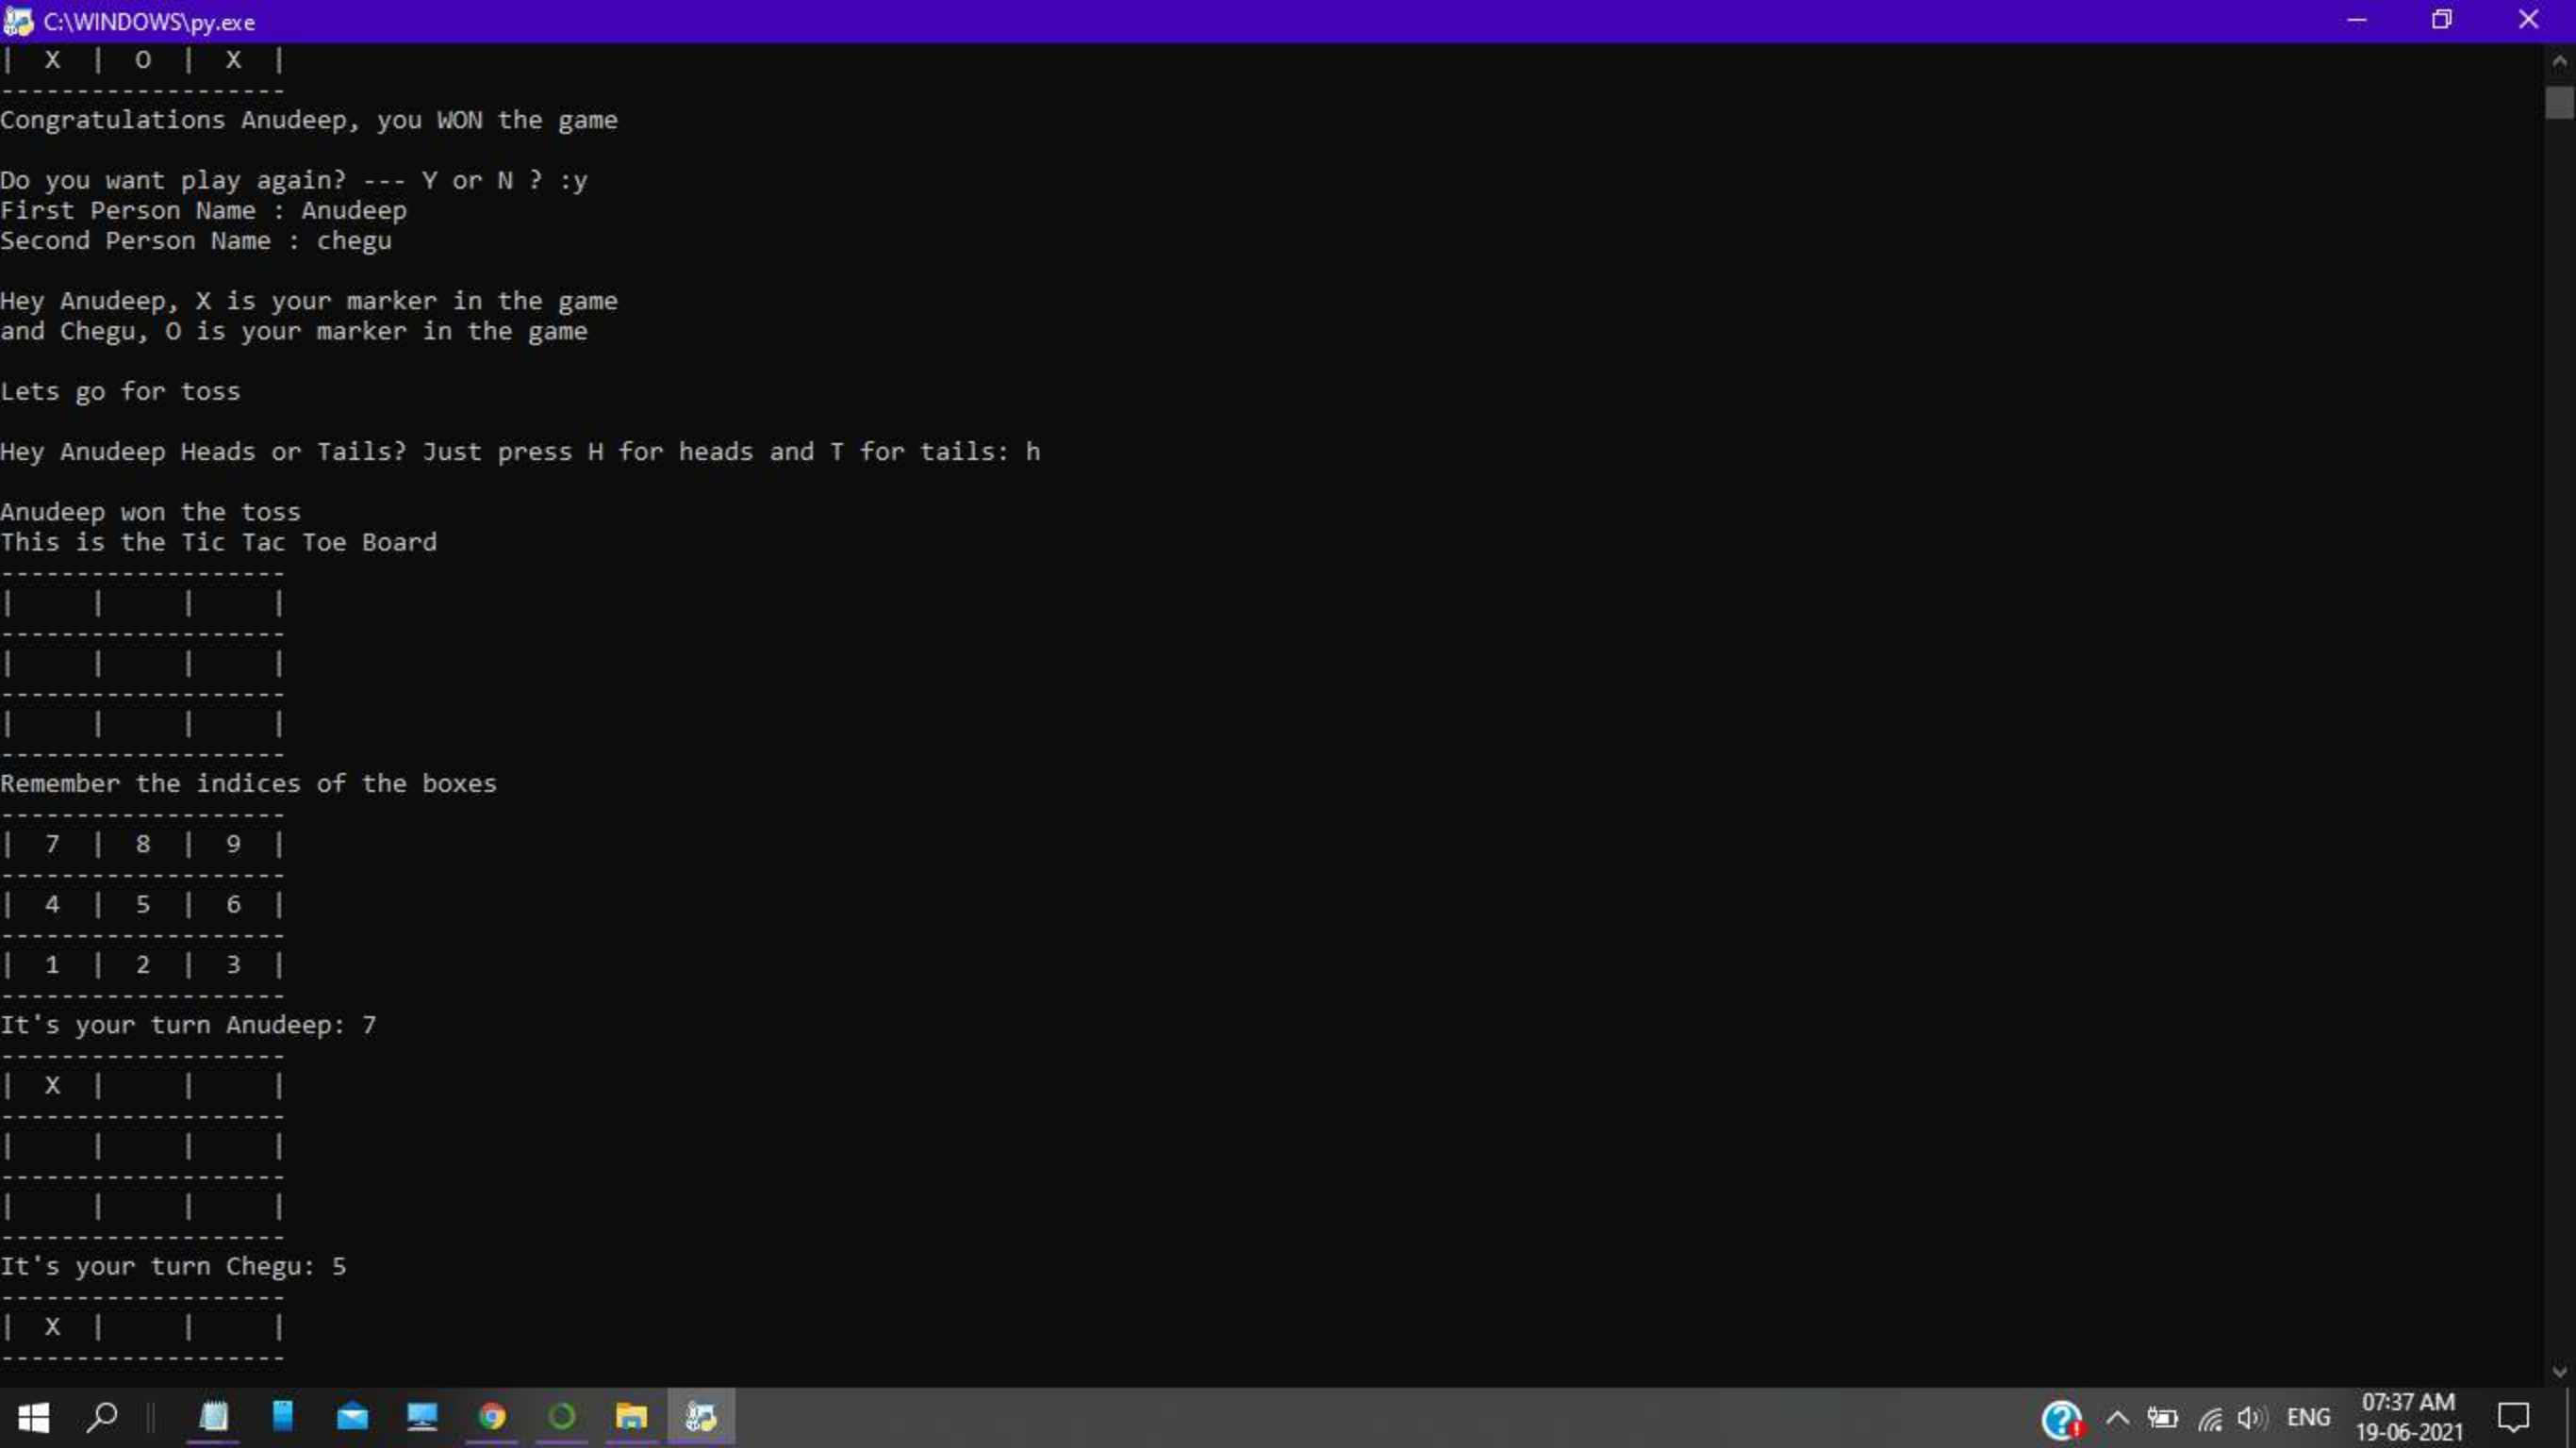 C:\WINDOWS\py.exe
|  X  |  O  |  X  |
-------------------
Congratulations Anudeep, you WON the game
Do you want play again? --- Y or N ? :y
First Person Name : Anudeep
Second Person Name : chegu
Hey Anudeep, X is your marker in the game
and Chegu, O is your marker in the game
Lets go for toss
Hey Anudeep Heads or Tails? Just press H for heads and T for tails: h
Anudeep won the toss
This is the Tic Tac Toe Board
-------------------
|     |     |     |
-------------------
|     |     |     |
-------------------
|     |     |     |
-------------------
Remember the indices of the boxes
-------------------
|  7  |  8  |  9  |
-------------------
|  4  |  5  |  6  |
-------------------
|  1  |  2  |  3  |
-------------------
It's your turn Anudeep: 7
-------------------
|  X  |     |     |
-------------------
|     |     |     |
-------------------
|     |     |     |
-------------------
It's your turn Chegu: 5
-------------------
|  X  |     |     |
-------------------
ENG
07:37 AM
19-06-2021